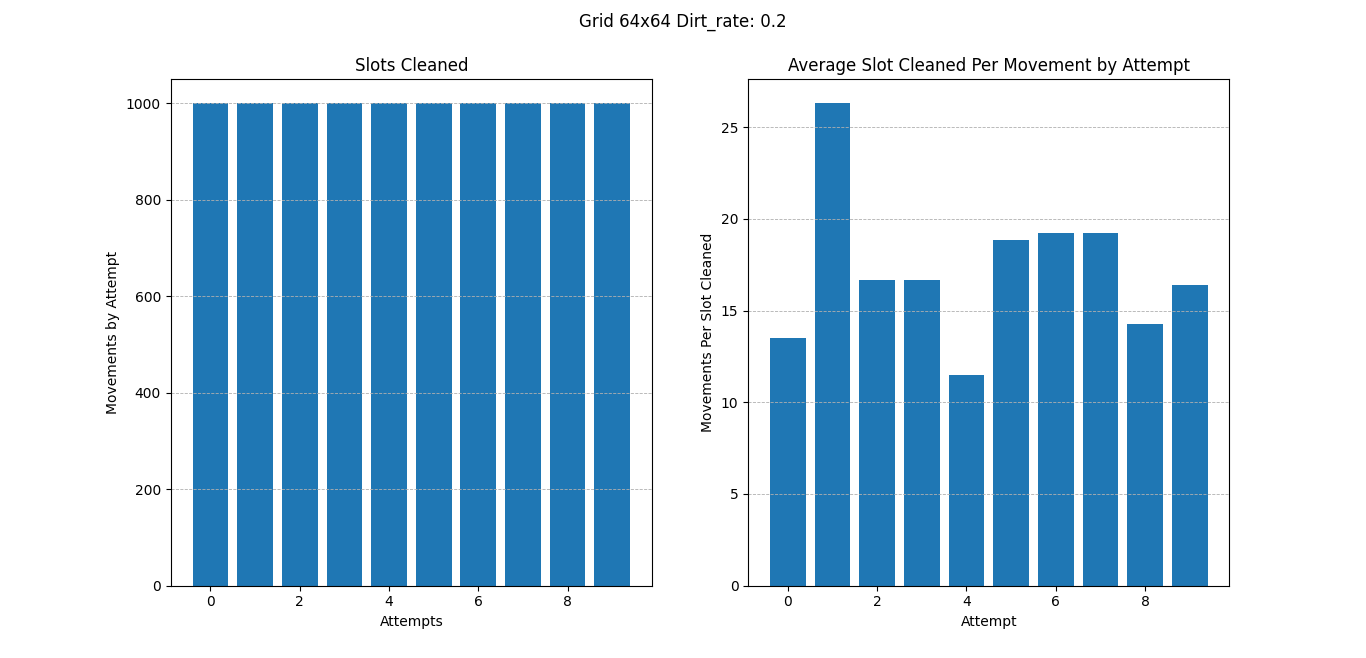 Grid 64x64 Dirt_rate: 0.2
Slots Cleaned
Movements by Attempt
1000
800
600
400
200
0
0 2 4 6 8
Attempts
Average Slot Cleaned Per Movement by Attempt
Movements Per Slot Cleaned
25
20
15
10
5
0
0 2 4 6 8
Attempt